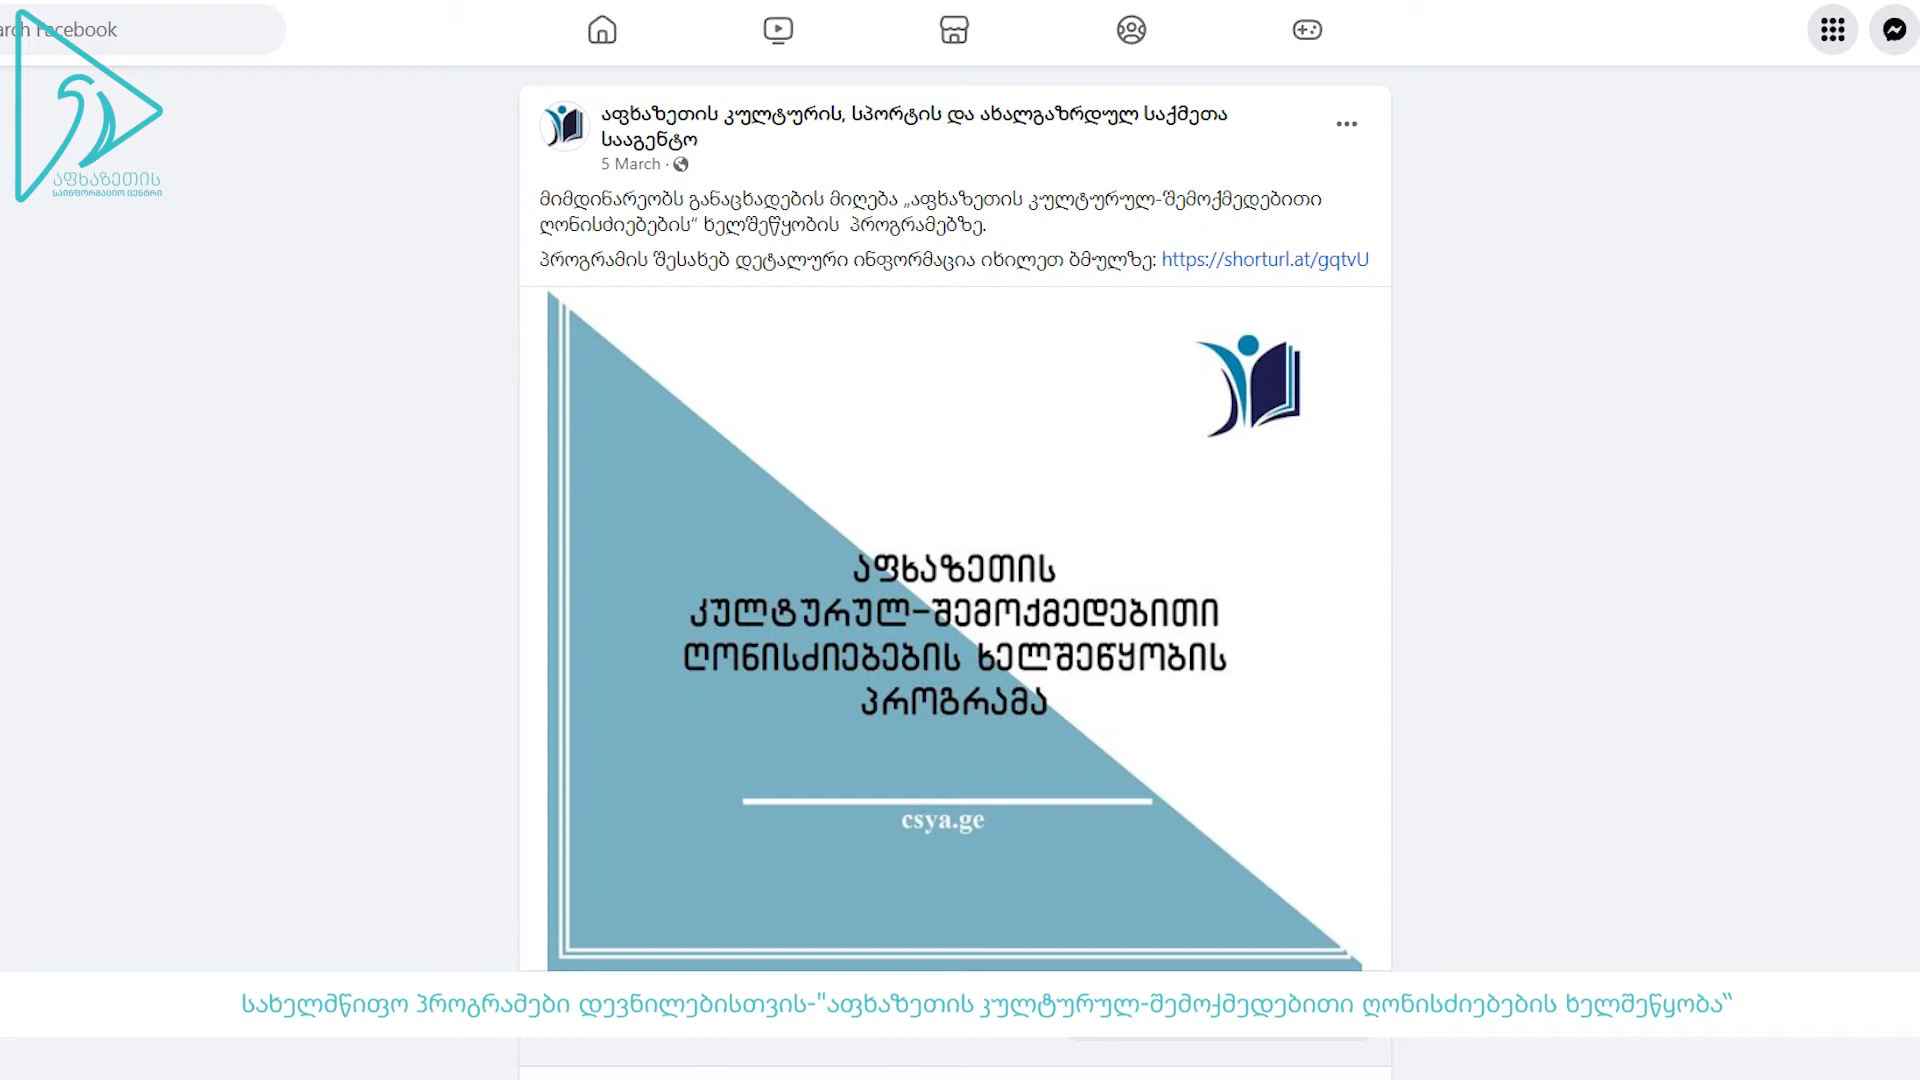 arch Facebook
აფხაზეთის
საინფორმაციო ცენტრი
აფხაზეთის კულტურის, სპორტის და ახალგაზრდულ საქმეთა
სააგენტო
5 March ·
მიმდინარეობს განაცხადების მიღება „აფხაზეთის კულტურულ-შემოქმედებითი
ღონისძიებების“ ხელშეწყობის პროგრამებზე.
პროგრამის შესახებ დეტალური ინფორმაცია იხილეთ ბმულზე: https://shorturl.at/gqtvU
აფხაზეთის
კულტურულ-შემოქმედებითი
ღონისძიებების ხელშეწყობის
პროგრამა
csya.ge
სახელმწიფო პროგრამები დევნილებისთვის-"აფხაზეთის კულტურულ-შემოქმედებითი ღონისძიებების ხელშეწყობა“